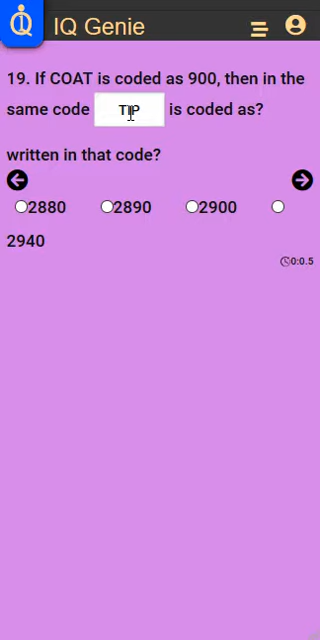 IQ Genie
19. If COAT is coded as 900, then in the
same code TIP is coded as?
written in that code?
2880 2890 2900
2940
0:0.5